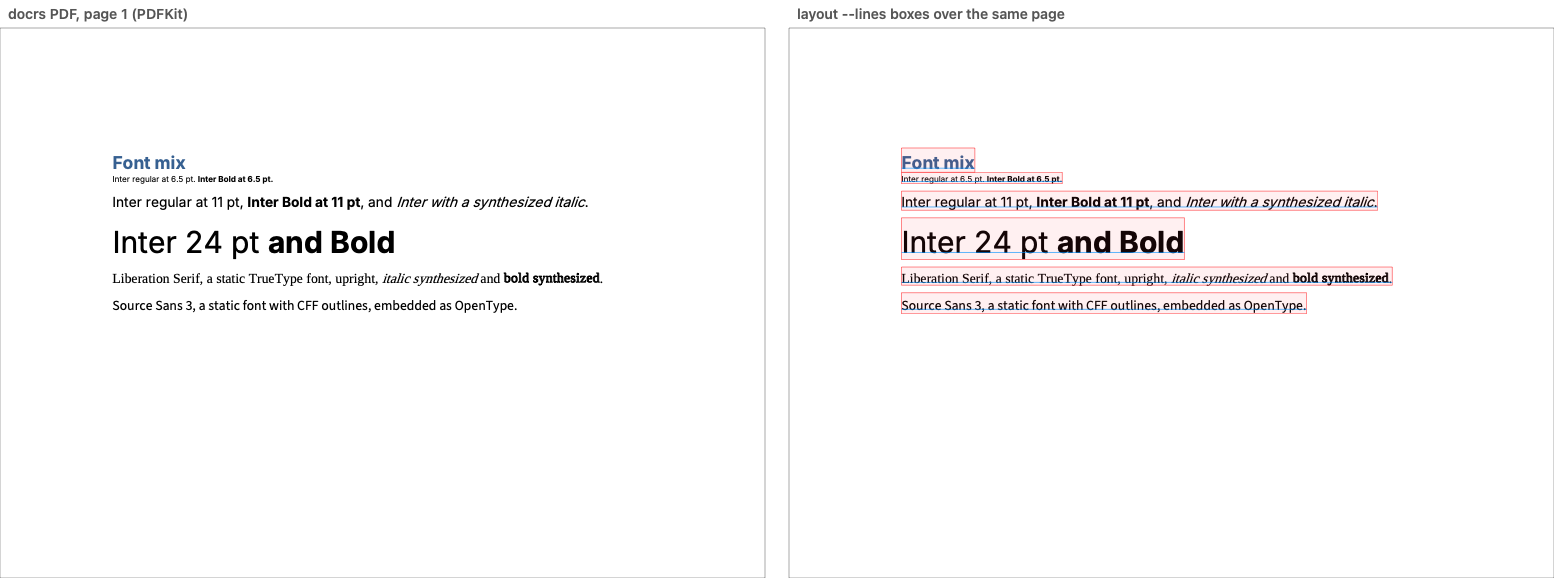 docrs PDF, page 1 (PDFKit)
Font mix
Inter regular at 6.5 pt. Inter Bold at 6.5 pt.
Inter regular at 11 pt, Inter Bold at 11 pt, and Inter with a synthesized italic.
Inter 24 pt and Bold
Liberation Serif, a static TrueType font, upright, italic synthesized and bold synthesized.
Source Sans 3, a static font with CFF outlines, embedded as OpenType.
layout --lines boxes over the same page
Font mix
Inter regular at 6.5 pt. Inter Bold at 6.5 pt.
Inter regular at 11 pt, Inter Bold at 11 pt, and Inter with a synthesized italic.
Inter 24 pt and Bold
Liberation Serif, a static TrueType font, upright, italic synthesized and bold synthesized.
Source Sans 3, a static font with CFF outlines, embedded as OpenType.